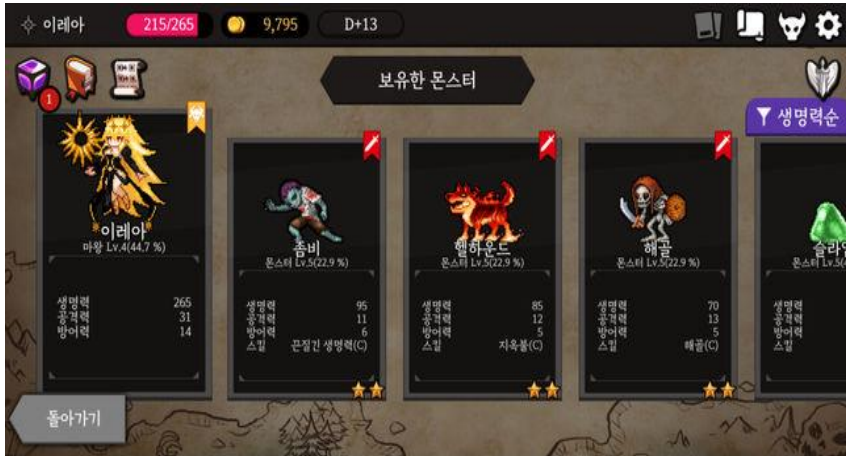 이레아
215/265
9,795
D+13
1
보유한 몬스터
생명력순
이레아
마왕 Lv.4(44.7 %)
생명력 265
공격력 31
방어력 14
좀비
몬스터 Lv.5(22.9 %)
생명력 95
공격력 11
방어력 6
스킬 끈질긴 생명력(C)
헬하운드
몬스터 Lv.5(22.9 %)
생명력 85
공격력 12
방어력 5
스킬 지옥불(C)
해골
몬스터 Lv.5(22.9 %)
생명력 70
공격력 13
방어력 5
스킬 해골(C)
몬스터 Lv.5(
생명력
공격력
방어력
스킬
돌아가기